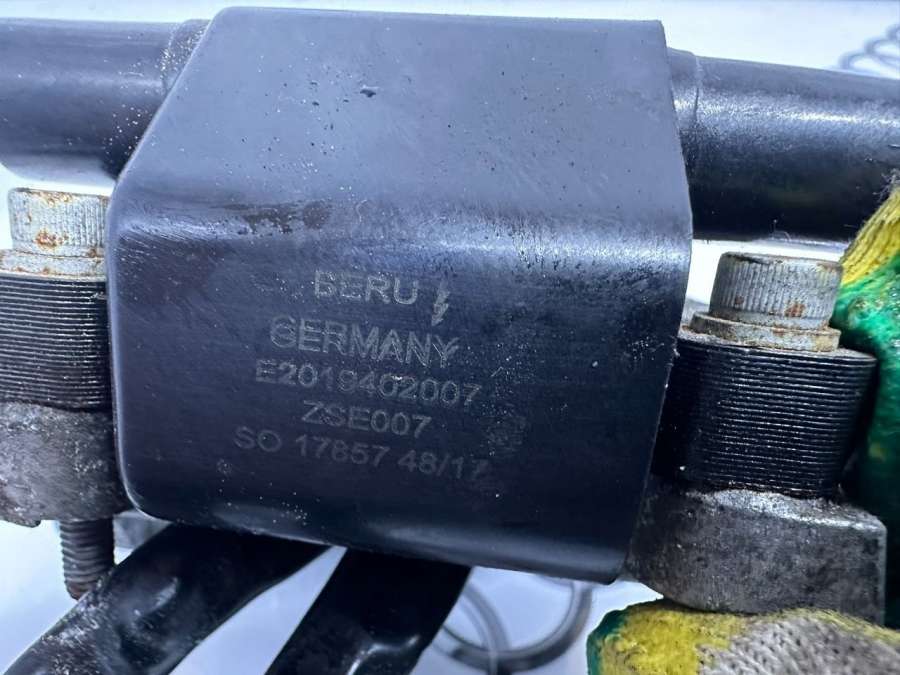 BERU
GERMANY
E2019402007
ZSE007
SO 17857 48/17